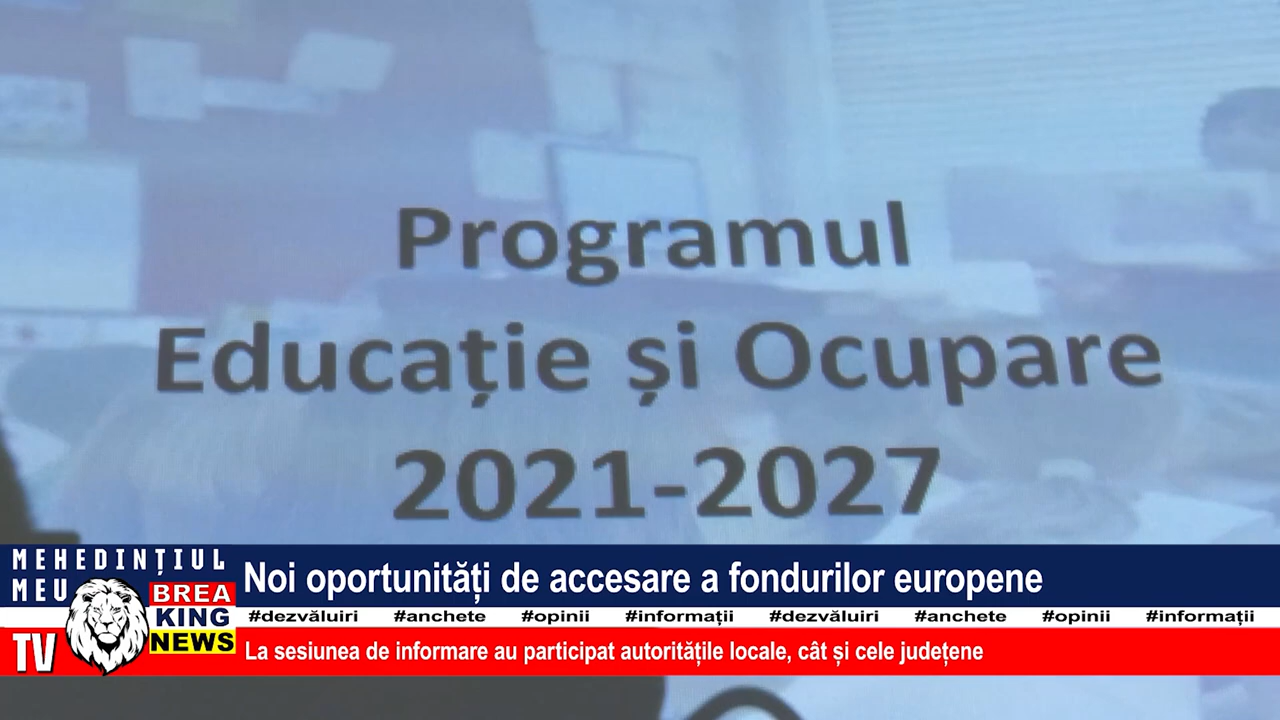 Programul
Educație și Ocupare
2021-2027
MEHEDINȚIUL
MEU
TV
BREA
KING
NEWS
Noi oportunități de accesare a fondurilor europene
#dezvăluiri #anchete #opinii #informații #dezvăluiri #anchete #opinii #informații
La sesiunea de informare au participat autoritățile locale, cât și cele județene